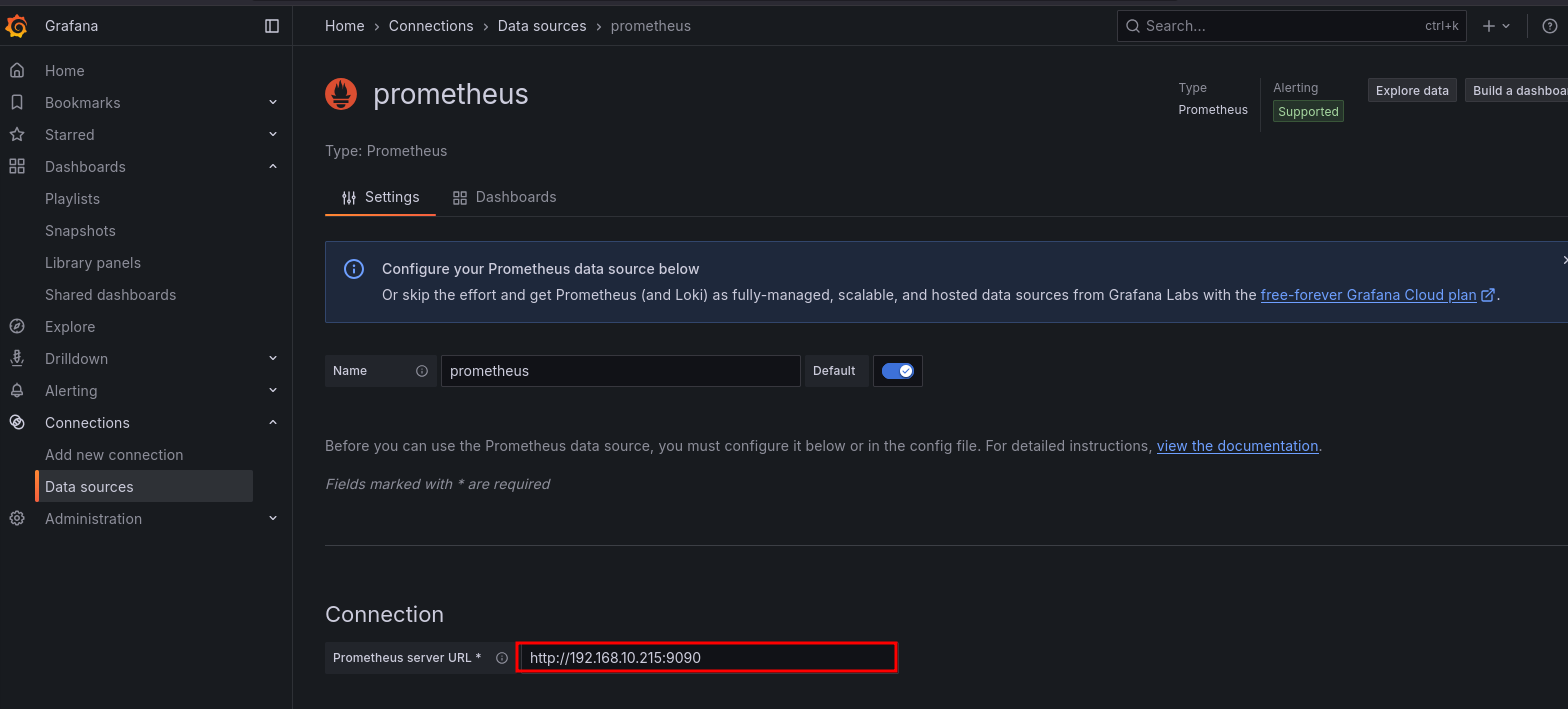 Grafana
Home › Connections › Data sources › prometheus
Search...
ctrl+k
Home
Bookmarks
Starred
Dashboards
Playlists
Snapshots
Library panels
Shared dashboards
Explore
Drilldown
Alerting
Connections
Add new connection
Data sources
Administration
prometheus
Type
Prometheus
Alerting
Supported
Explore data
Build a dashboa
Type: Prometheus
Settings
Dashboards
Configure your Prometheus data source below
Or skip the effort and get Prometheus (and Loki) as fully-managed, scalable, and hosted data sources from Grafana Labs with the free-forever Grafana Cloud plan.
Name
prometheus
Default
Before you can use the Prometheus data source, you must configure it below or in the config file. For detailed instructions, view the documentation.
Fields marked with * are required
Connection
Prometheus server URL *
http://192.168.10.215:9090